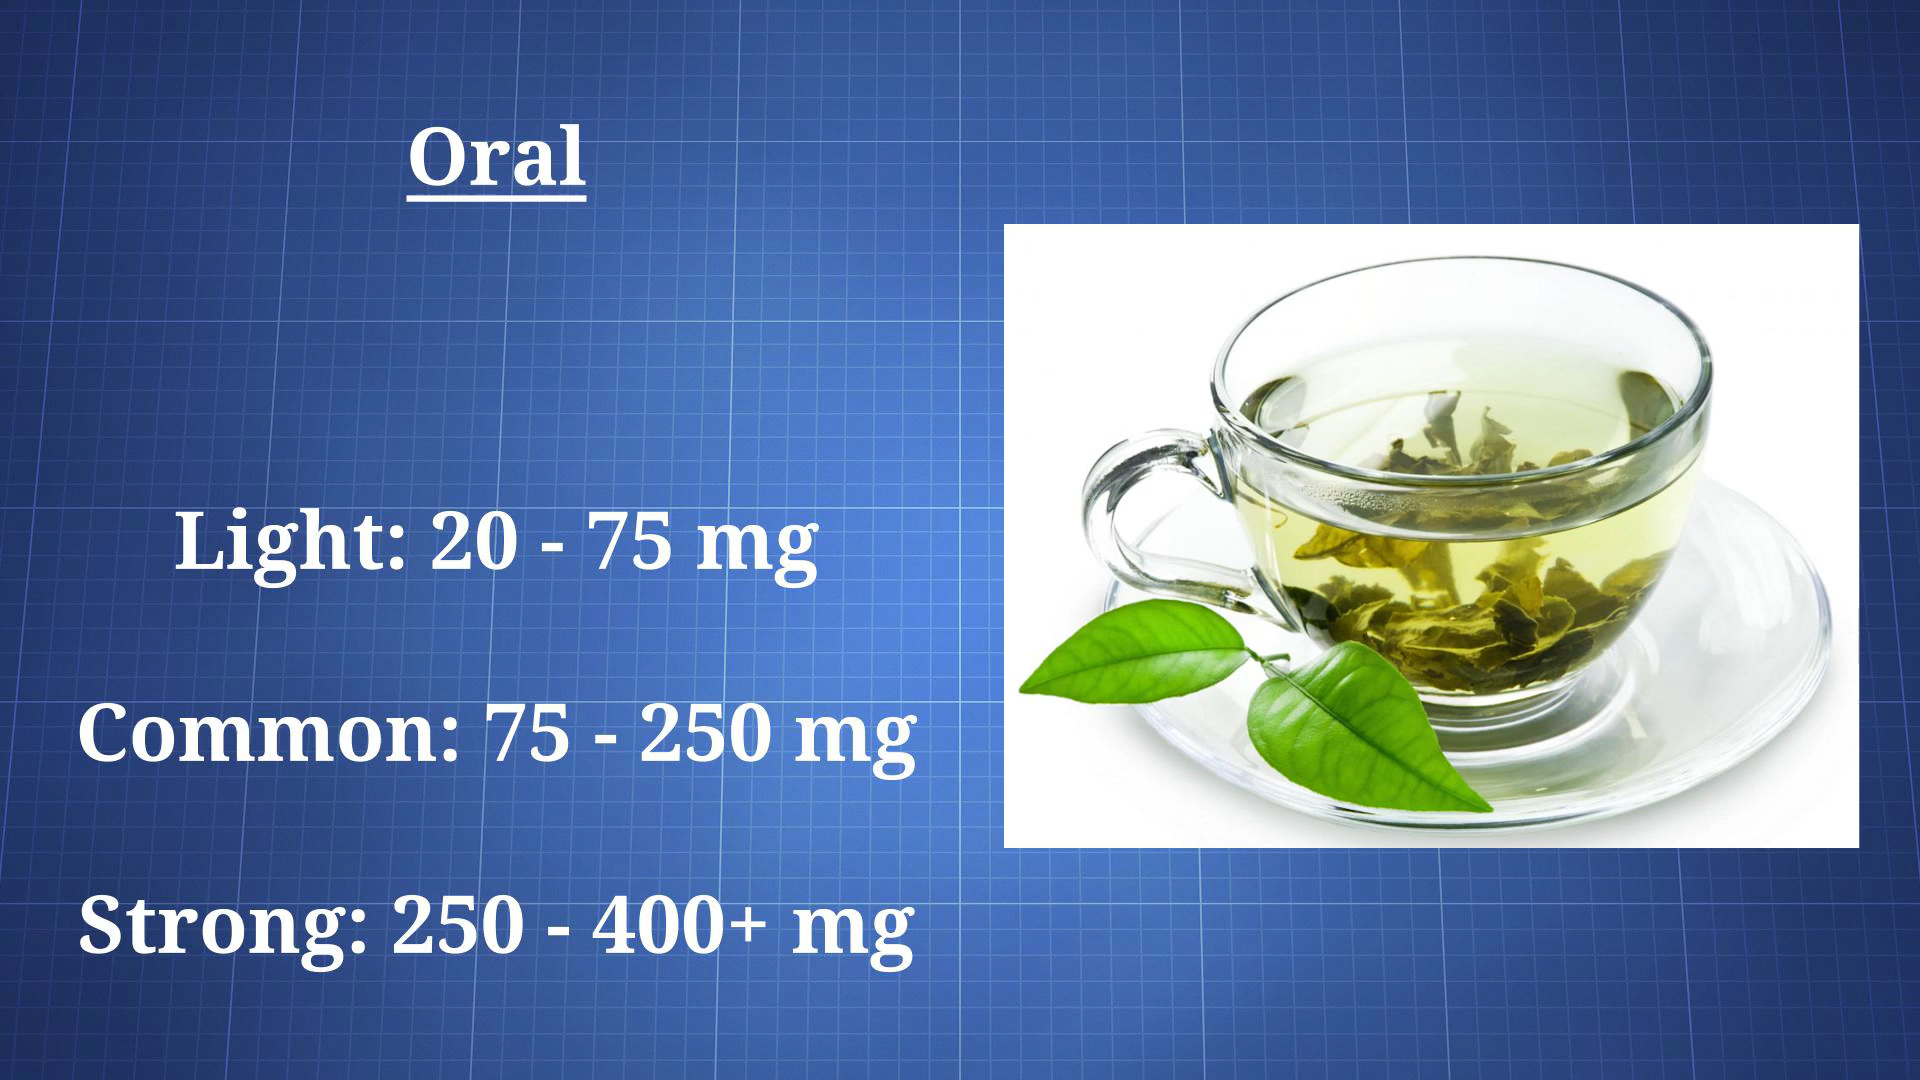 Oral
Light: 20 - 75 mg
Common: 75 - 250 mg
Strong: 250 - 400+ mg